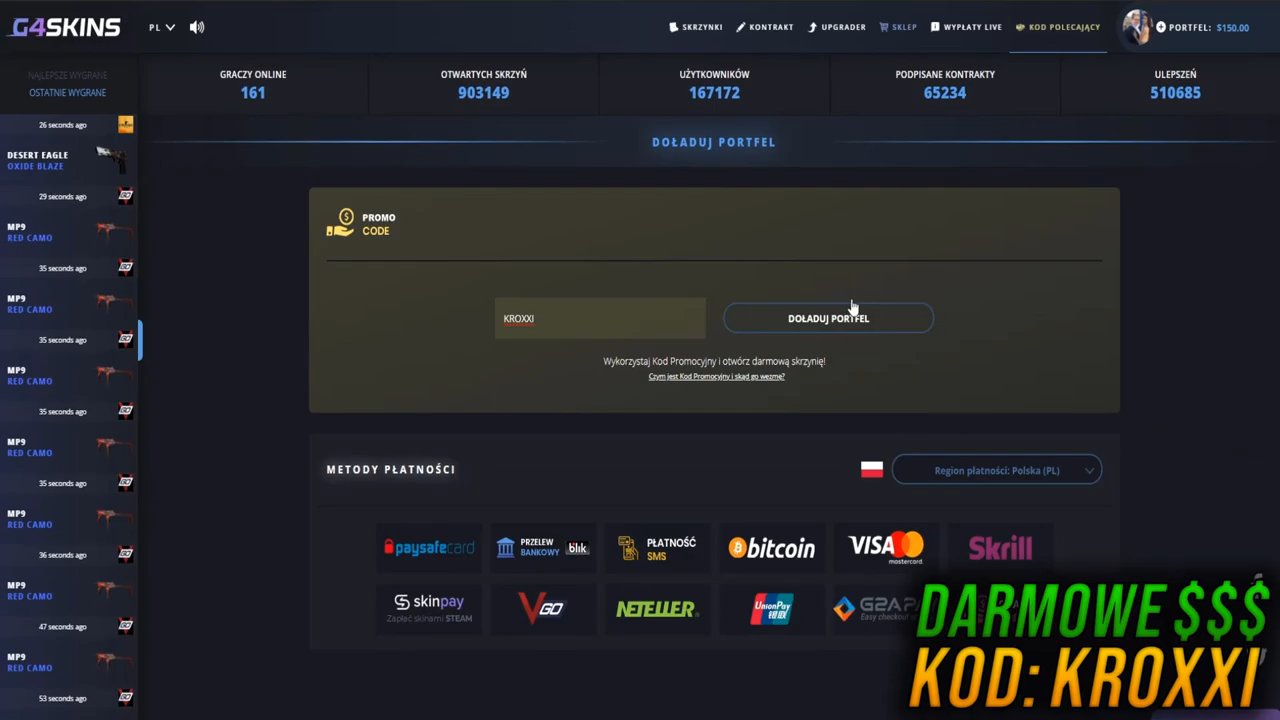 G4SKINS
PL
SKRZYNKI
KONTRAKT
UPGRADER
SKLEP
WYPŁATY LIVE
KOD POLECAJĄCY
PORTFEL: $150.00
NAJLEPSZE WYGRANE
OSTATNIE WYGRANE
GRACZY ONLINE
161
OTWARTYCH SKRZYŃ
903149
UŻYTKOWNIKÓW
167172
PODPISANE KONTRAKTY
65234
ULEPSZEŃ
510685
26 seconds ago
DESERT EAGLE
OXIDE BLAZE
29 seconds ago
MP9
RED CAMO
35 seconds ago
MP9
RED CAMO
35 seconds ago
MP9
RED CAMO
35 seconds ago
MP9
RED CAMO
35 seconds ago
MP9
RED CAMO
36 seconds ago
MP9
RED CAMO
47 seconds ago
MP9
RED CAMO
53 seconds ago
DOŁADUJ PORTFEL
PROMO
CODE
KROXXI
DOŁADUJ PORTFEL
Wykorzystaj Kod Promocyjny i otwórz darmową skrzynię!
Czym jest Kod Promocyjny i skąd go wezmę?
METODY PŁATNOŚCI
Region płatności: Polska (PL)
paysafecard
PRZELEW
BANKOWY
blik
PŁATNOŚĆ
SMS
bitcoin
VISA
mastercard
Skrill
skinpay
Zapłać skinami STEAM
VGO
NETELLER
UnionPay
银联
G2APA
Easy checkout
DARMOWE $$$
KOD: KROXXI